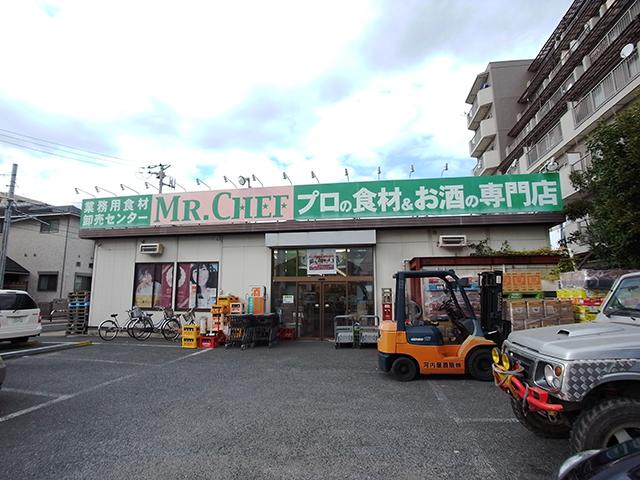 業務用食材
卸売センター
MR. CHEF
プロの食材&お酒の専門店
河内屋酒販㈱